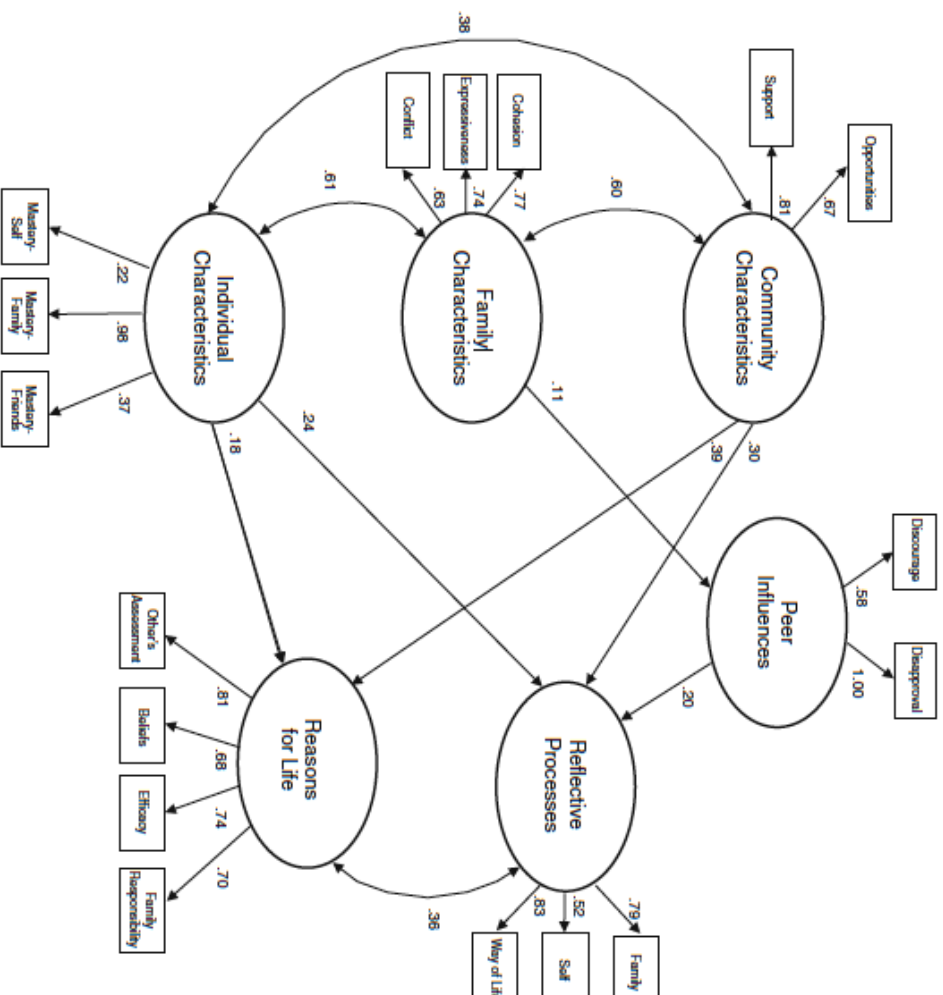 Opportunities
Support
.67
.81
Community
Characteristics
Discourage
Disapproval
.58
1.00
Peer
Influences
.30
.39
.20
.38
.60
Cohesion
Expressiveness
Conflict
.77
.74
.63
Family|
Characteristics
.11
Reflective
Processes
.79
.52
.83
Family
Self
Way of Lif
.61
.36
Individual
Characteristics
.24
.18
Reasons
for Life
.22
.98
.37
Mastery-
Self
Mastery-
Family
Mastery-
Friends
.81
.68
.74
.70
Other's
Assessment
Beliefs
Efficacy
Family
Responsibility